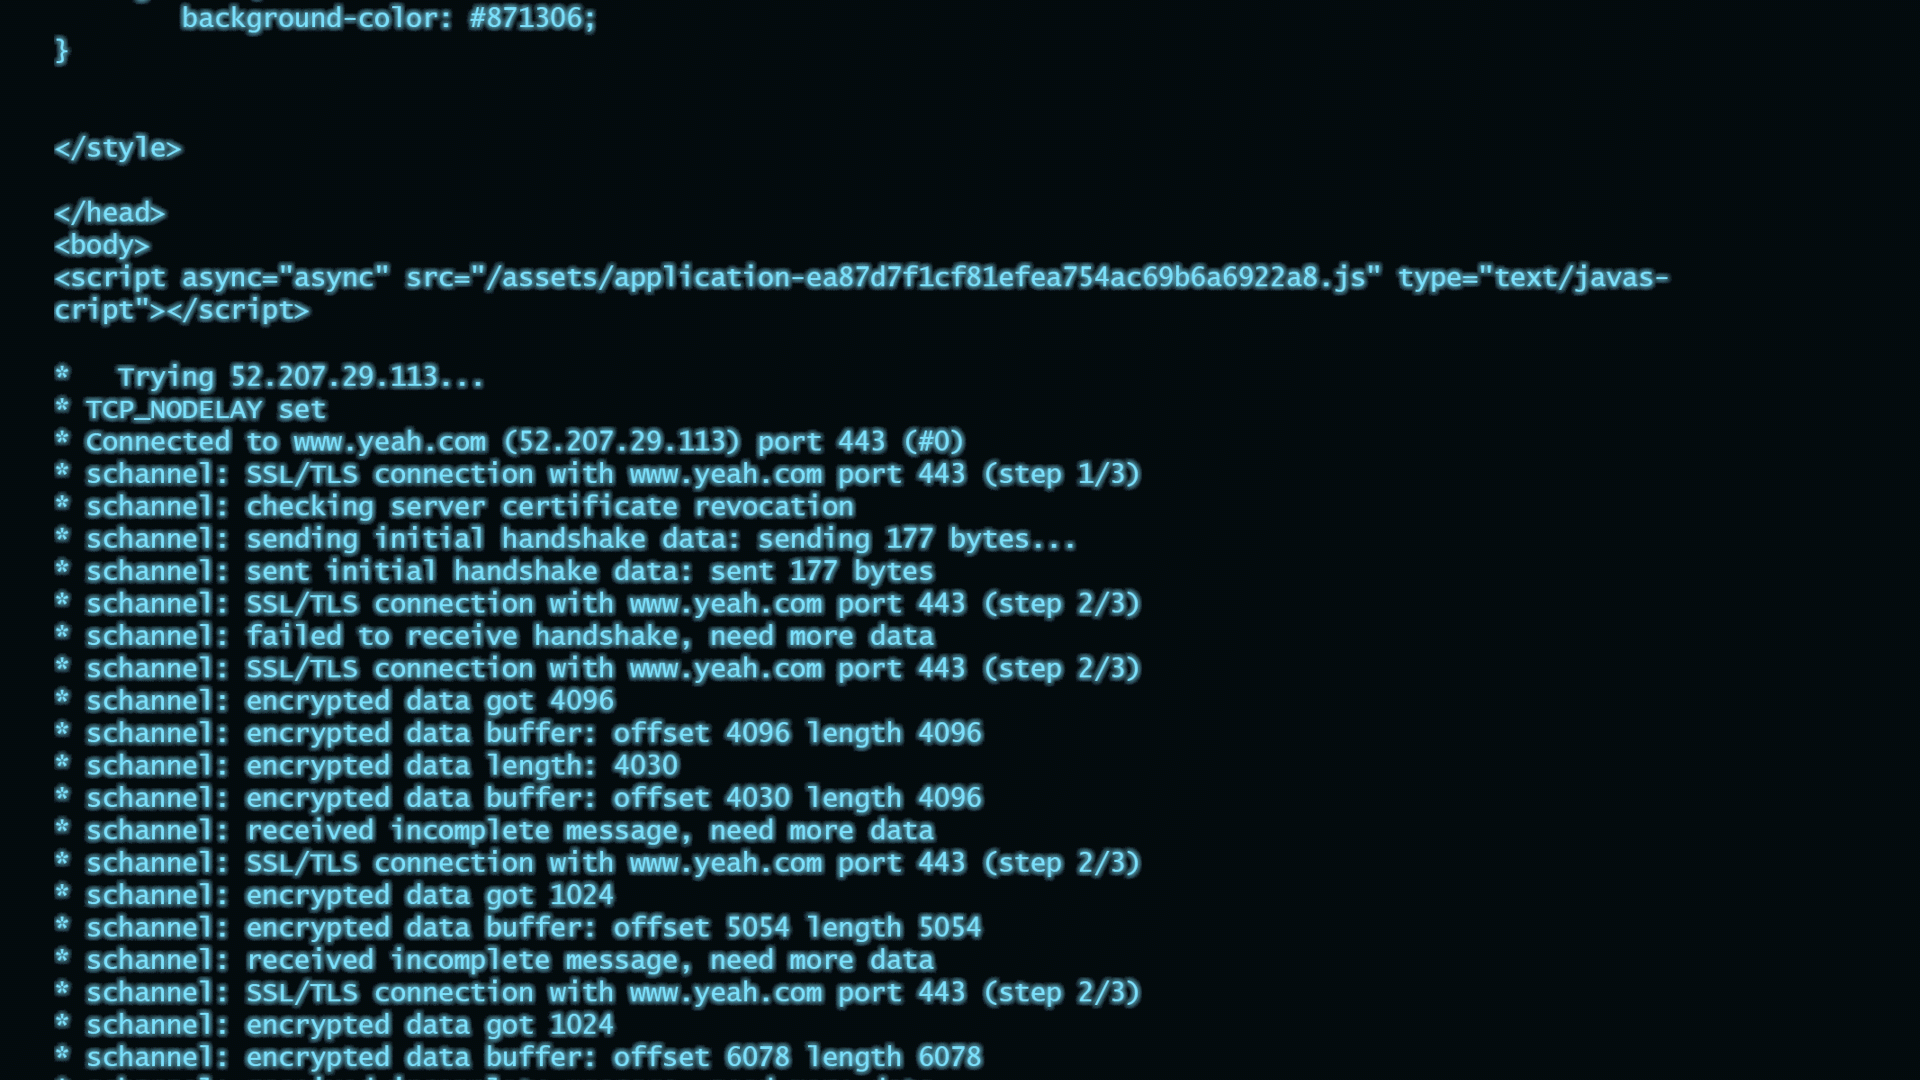 background-color: #871306;
}
</style>
</head>
<body>
<script async="async" src="/assets/application-ea87d7f1cf81efea754ac69b6a6922a8.js" type="text/javas-
cript"></script>
*   Trying 52.207.29.113...
* TCP_NODELAY set
* Connected to www.yeah.com (52.207.29.113) port 443 (#0)
* schannel: SSL/TLS connection with www.yeah.com port 443 (step 1/3)
* schannel: checking server certificate revocation
* schannel: sending initial handshake data: sending 177 bytes...
* schannel: sent initial handshake data: sent 177 bytes
* schannel: SSL/TLS connection with www.yeah.com port 443 (step 2/3)
* schannel: failed to receive handshake, need more data
* schannel: SSL/TLS connection with www.yeah.com port 443 (step 2/3)
* schannel: encrypted data got 4096
* schannel: encrypted data buffer: offset 4096 length 4096
* schannel: encrypted data length: 4030
* schannel: encrypted data buffer: offset 4030 length 4096
* schannel: received incomplete message, need more data
* schannel: SSL/TLS connection with www.yeah.com port 443 (step 2/3)
* schannel: encrypted data got 1024
* schannel: encrypted data buffer: offset 5054 length 5054
* schannel: received incomplete message, need more data
* schannel: SSL/TLS connection with www.yeah.com port 443 (step 2/3)
* schannel: encrypted data got 1024
* schannel: encrypted data buffer: offset 6078 length 6078